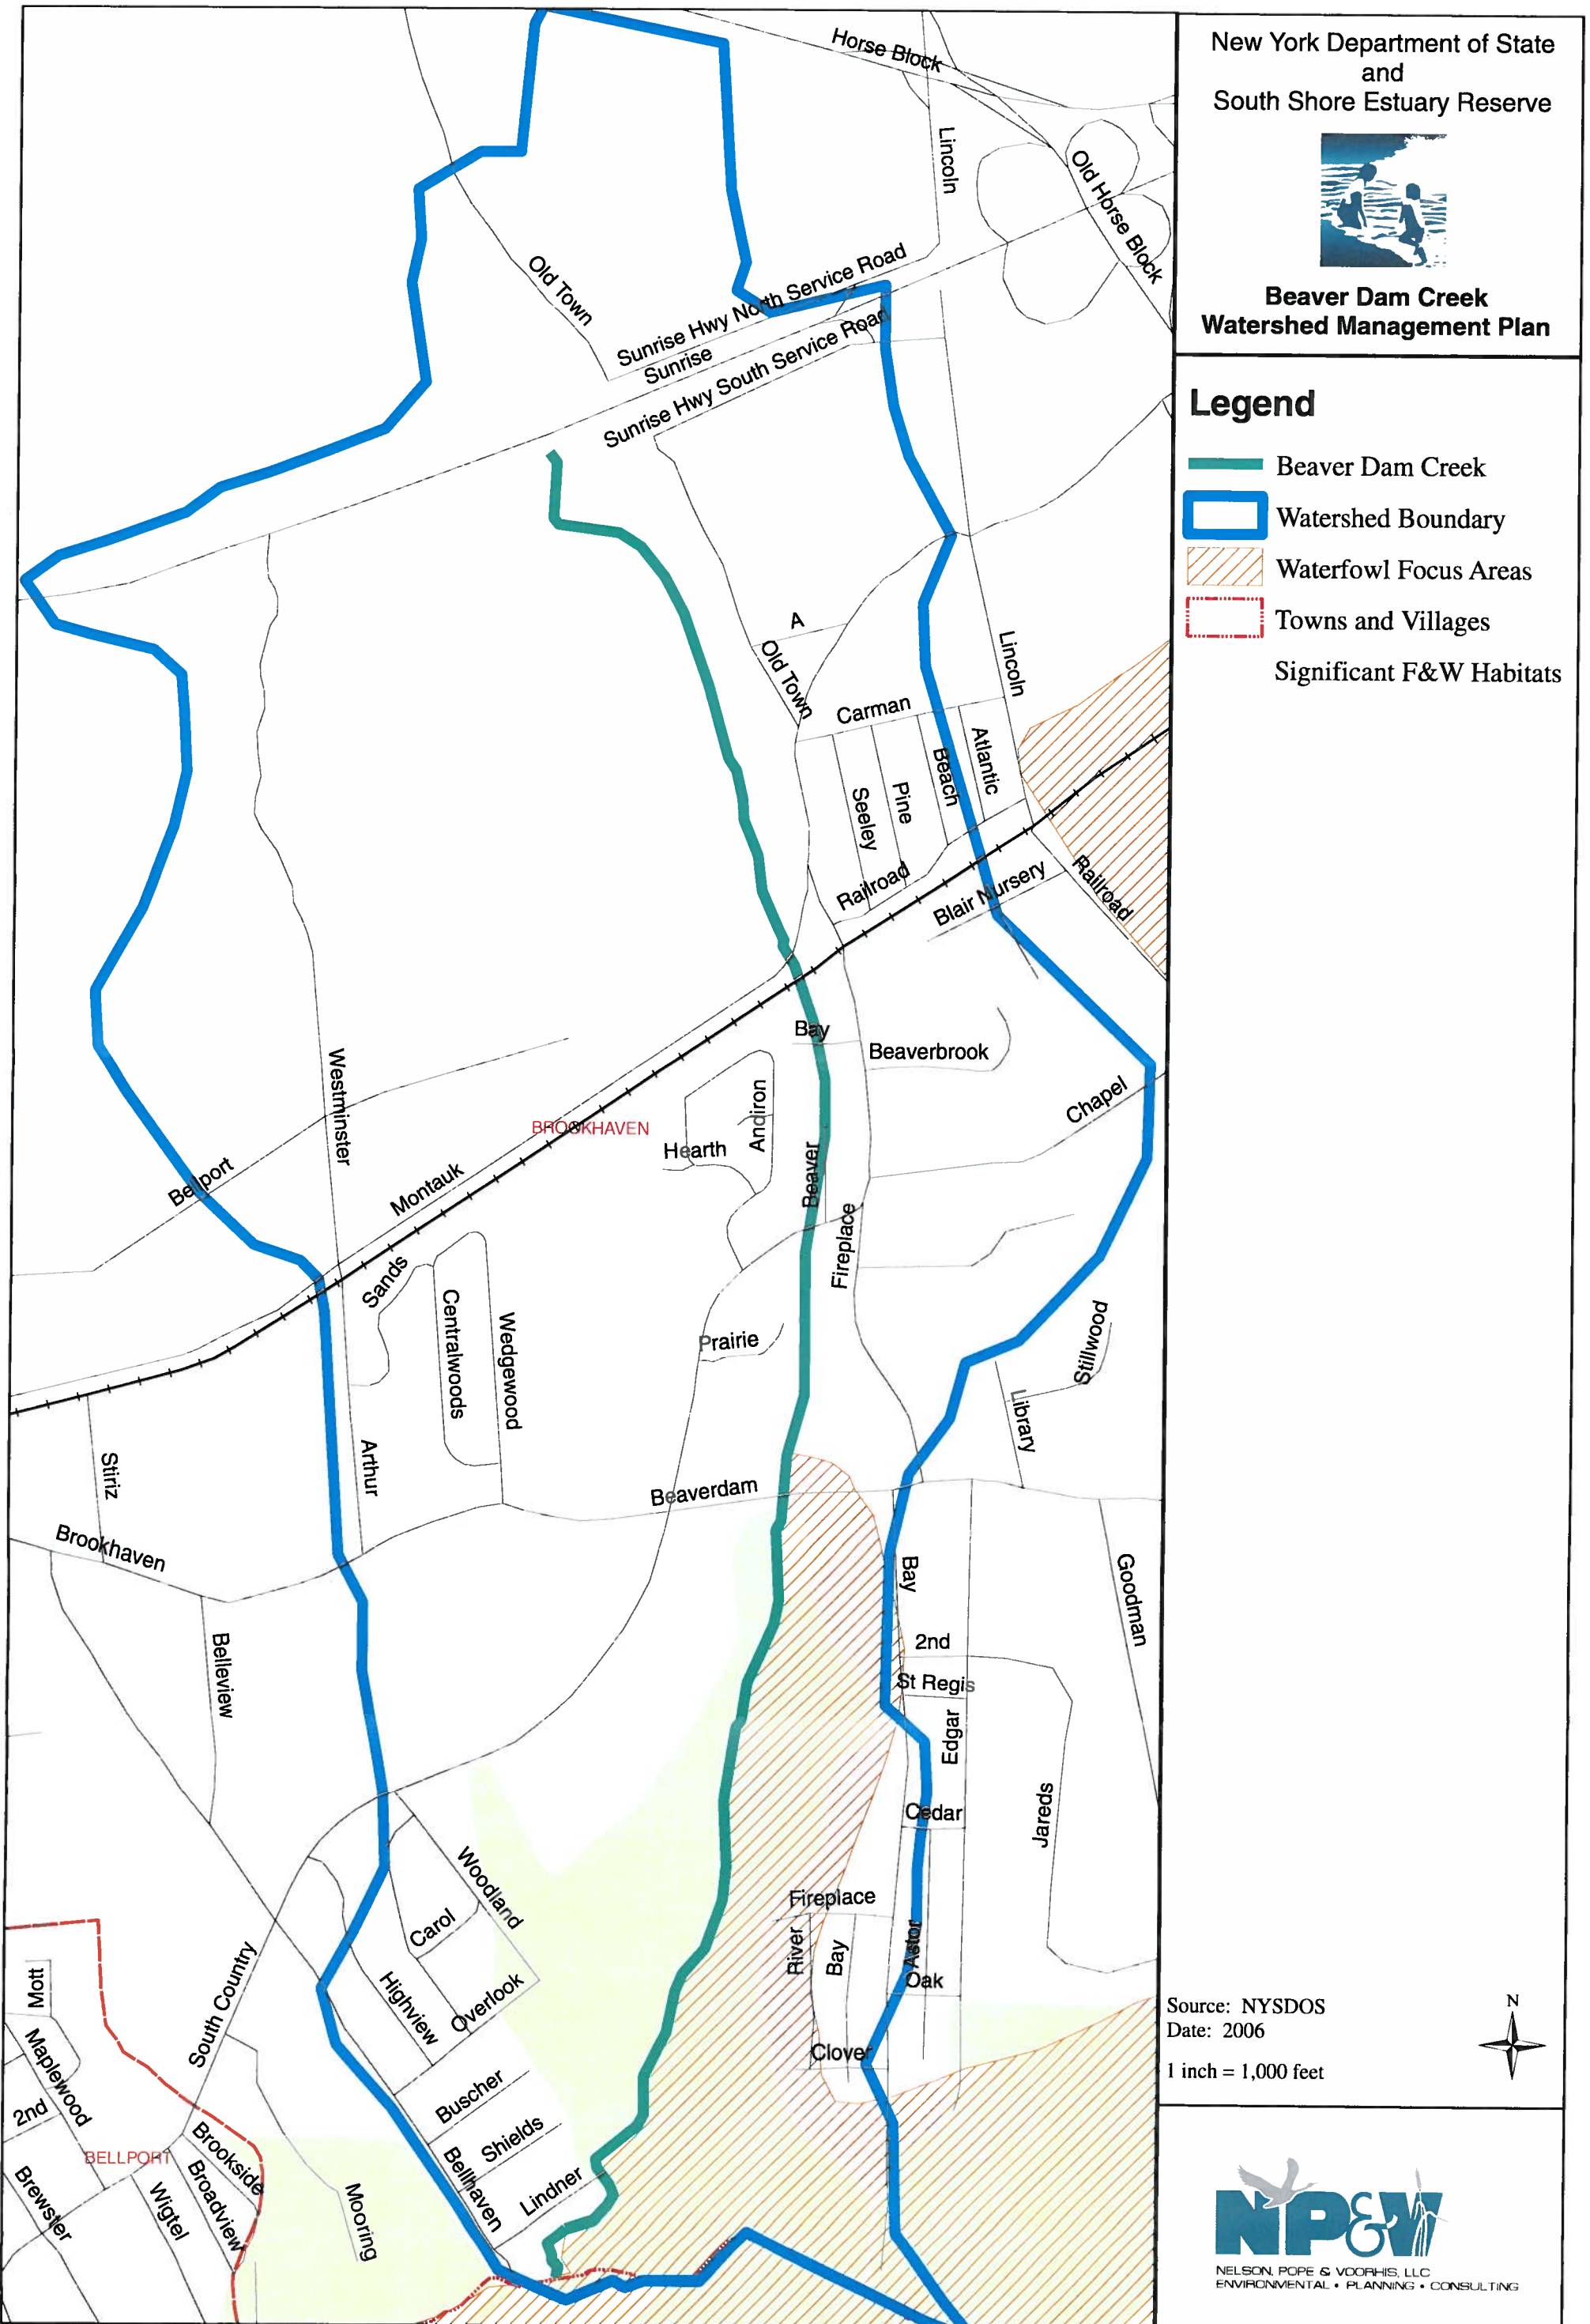 New York Department of State
and
South Shore Estuary Reserve
Beaver Dam Creek
Watershed Management Plan
Legend
Beaver Dam Creek
Watershed Boundary
Waterfowl Focus Areas
Towns and Villages
Significant F&W Habitats
Horse Block
Lincoln
Old Horse Block
Old Town
Sunrise Hwy North Service Road
Sunrise
Sunrise Hwy South Service Road
A
Old Town
Lincoln
Carman
Atlantic
Beach
Pine
Seeley
Railroad
Blair Nursery
Railroad
Bay
Beaverbrook
Westminster
Chapel
Andiron
BROOKHAVEN
Hearth
Beaver
Bellport
Montauk
Fireplace
Sands
Centralwoods
Wedgewood
Prairie
Stillwood
Library
Stiriz
Arthur
Beaverdam
Brookhaven
Bay
Goodman
Belleview
2nd
St Regis
Edgar
Cedar
Jareds
Woodland
Fireplace
Carol
River
Bay
Astor
Oak
Highview
Overlook
South Country
Mott
Maplewood
Clover
Buscher
2nd
Shields
BELLPORT
Brookside
Bellhaven
Lindner
Brewster
Wigtel
Broadview
Mooring
Source: NYSDOS
Date: 2006
1 inch = 1,000 feet
N
NP&V
NELSON, POPE & VOORHIS, LLC
ENVIRONMENTAL • PLANNING • CONSULTING